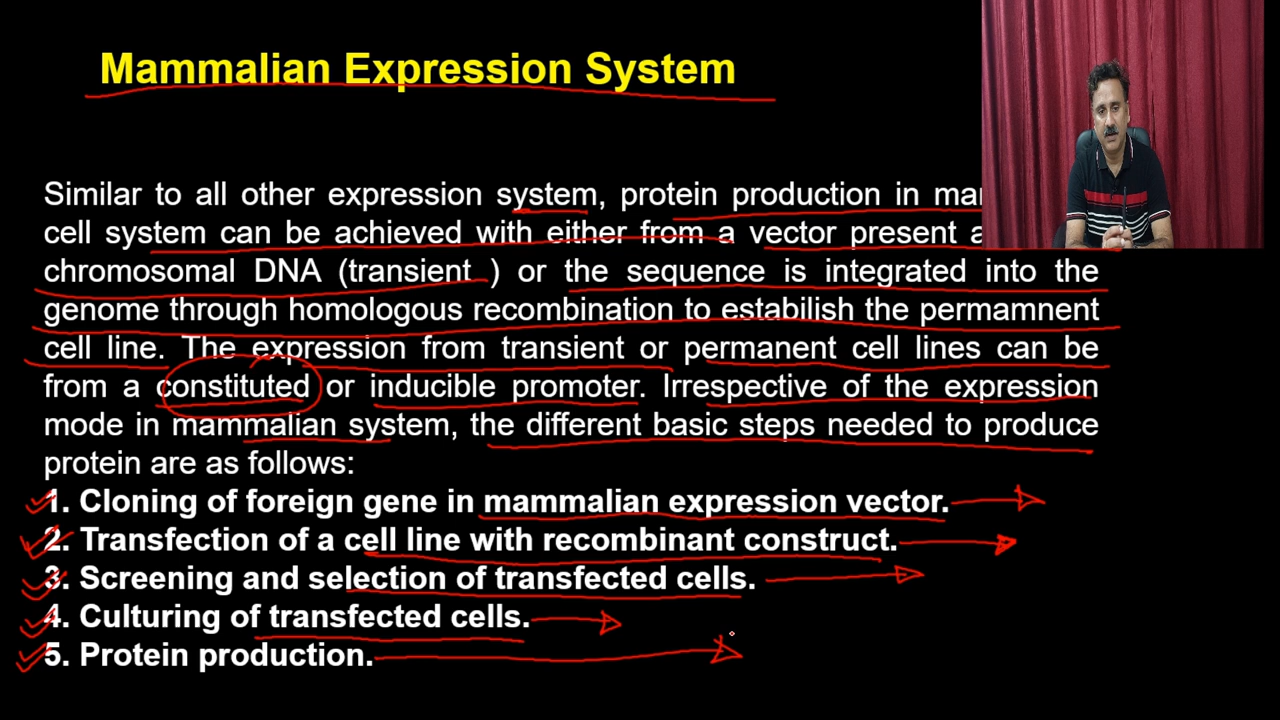 Mammalian Expression System
Similar to all other expression system, protein production in
cell system can be achieved with either from a vector present
chromosomal DNA (transient ) or the sequence is integrated into the
genome through homologous recombination to estabilish the permamnent
cell line. The expression from transient or permanent cell lines can be
from a constituted or inducible promoter. Irrespective of the expression
mode in mammalian system, the different basic steps needed to produce
protein are as follows:
1. Cloning of foreign gene in mammalian expression vector.
2. Transfection of a cell line with recombinant construct.
3. Screening and selection of transfected cells.
4. Culturing of transfected cells.
5. Protein production.